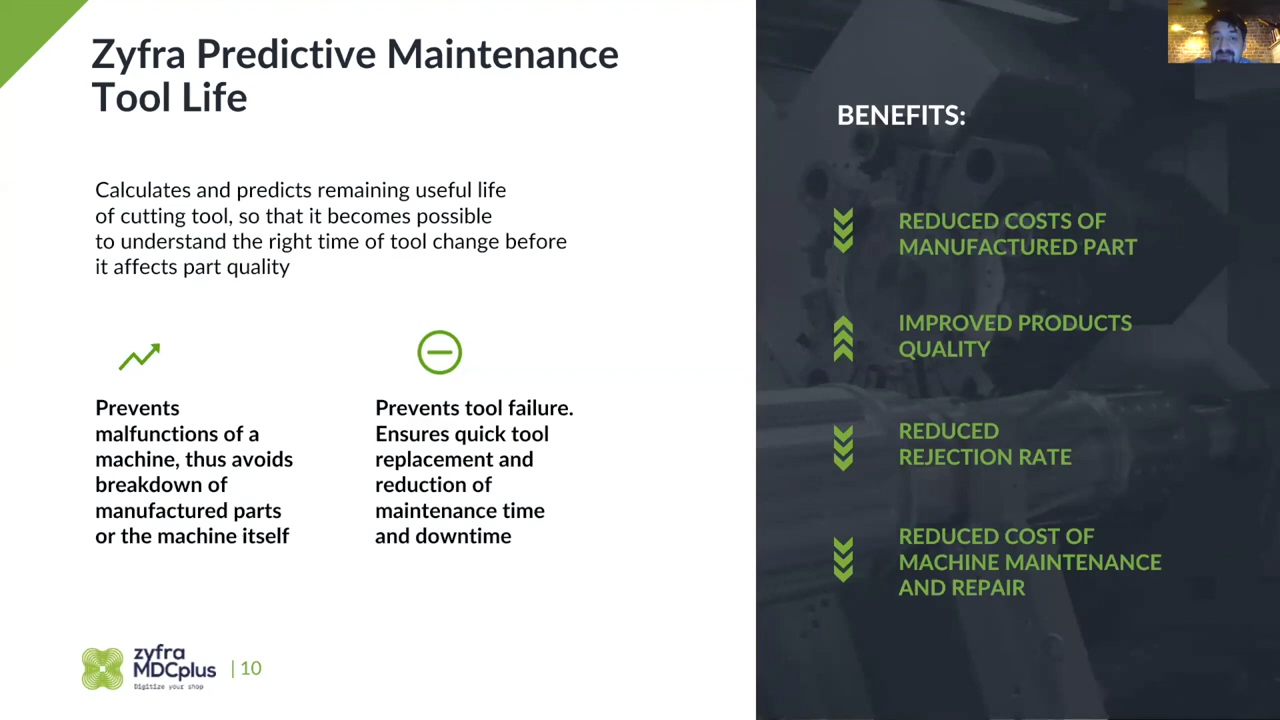 Zyfra Predictive Maintenance
Tool Life
Calculates and predicts remaining useful life
of cutting tool, so that it becomes possible
to understand the right time of tool change before
it affects part quality
Prevents
malfunctions of a
machine, thus avoids
breakdown of
manufactured parts
or the machine itself
Prevents tool failure.
Ensures quick tool
replacement and
reduction of
maintenance time
and downtime
zyfra
MDCplus
Digitize your shop
| 10
BENEFITS:
REDUCED COSTS OF
MANUFACTURED PART
IMPROVED PRODUCTS
QUALITY
REDUCED
REJECTION RATE
REDUCED COST OF
MACHINE MAINTENANCE
AND REPAIR